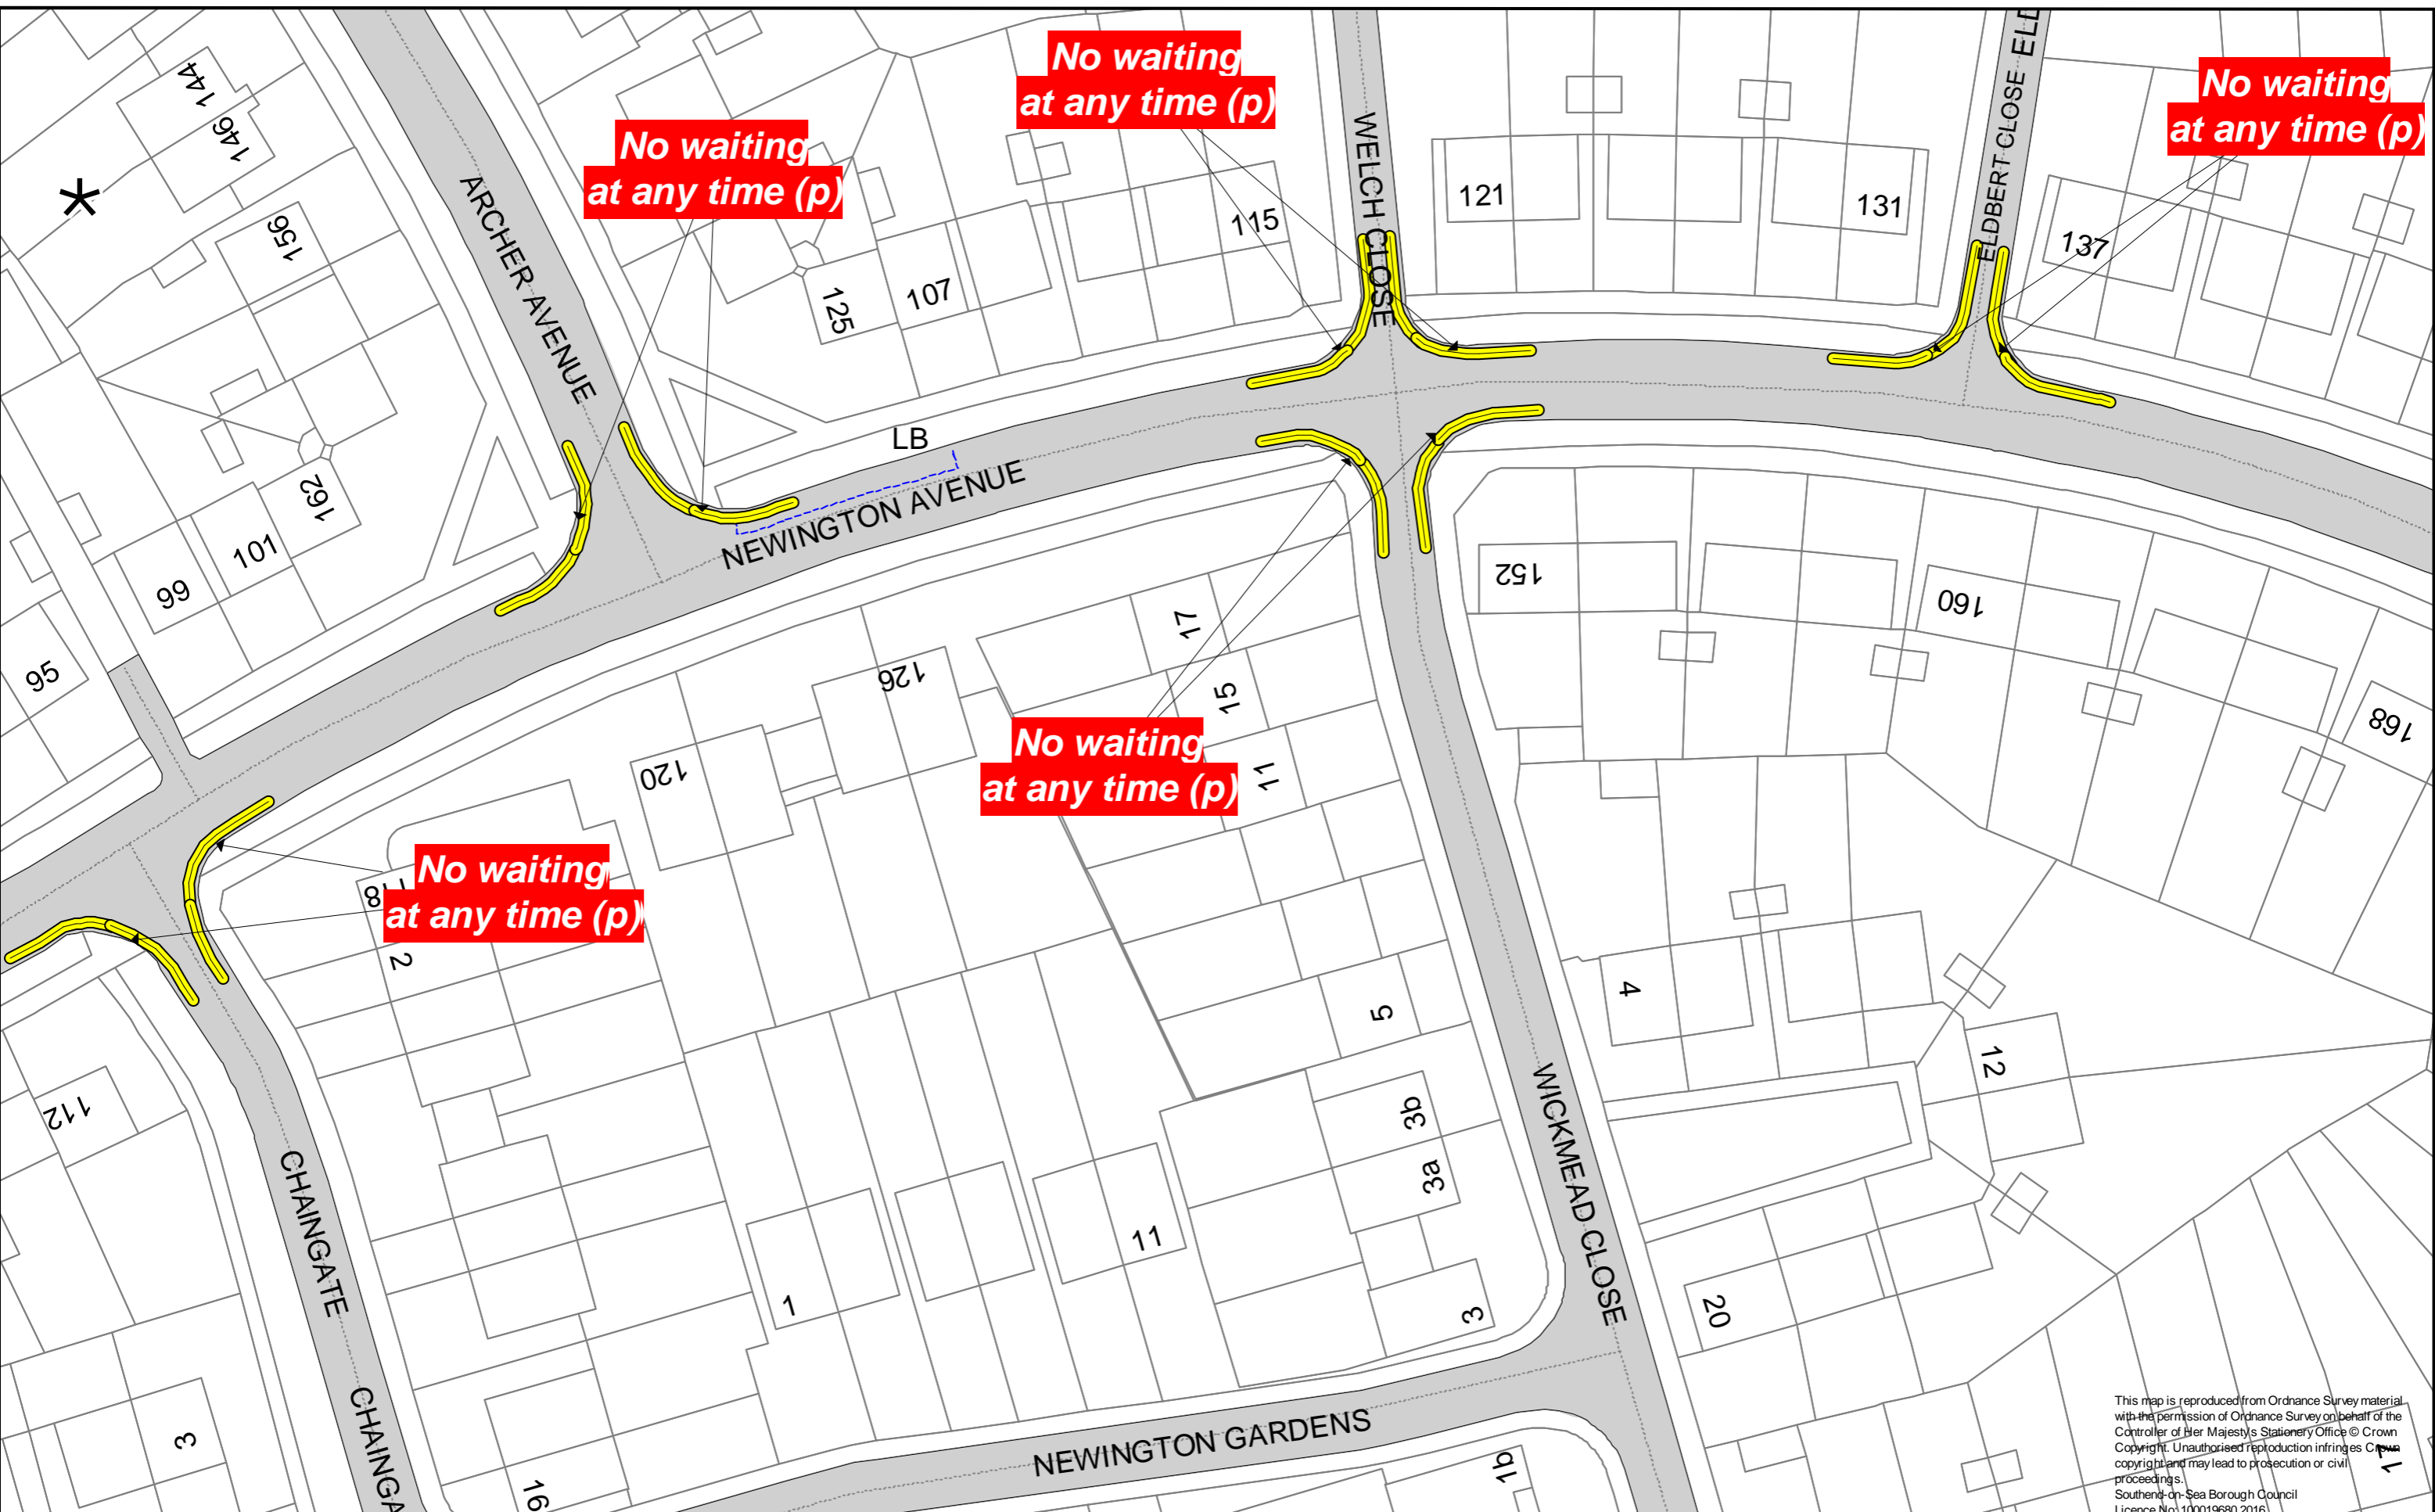 No waiting
at any time (p)
No waiting
at any time (p)
No waiting
at any time (p)
144
146
156
ARCHER AVENUE
125
107
115
WELCH CLOSE
121
131
ELDBERT CLOSE
137
LB
NEWINGTON AVENUE
162
101
99
95
152
160
168
17
15
11
126
120
No waiting
at any time (p)
No waiting
at any time (p)
118
2
112
5
4
12
3b
3a
3
11
1
20
CHAINGATE
WICKMEAD CLOSE
3
16
NEWINGTON GARDENS
1b
17
This map is reproduced from Ordnance Survey material
with the permission of Ordnance Survey on behalf of the
Controller of Her Majesty's Stationery Office © Crown
Copyright. Unauthorised reproduction infringes Crown
copyright and may lead to prosecution or civil
proceedings.
Southend-on-Sea Borough Council
Licence No: 100019680 2016